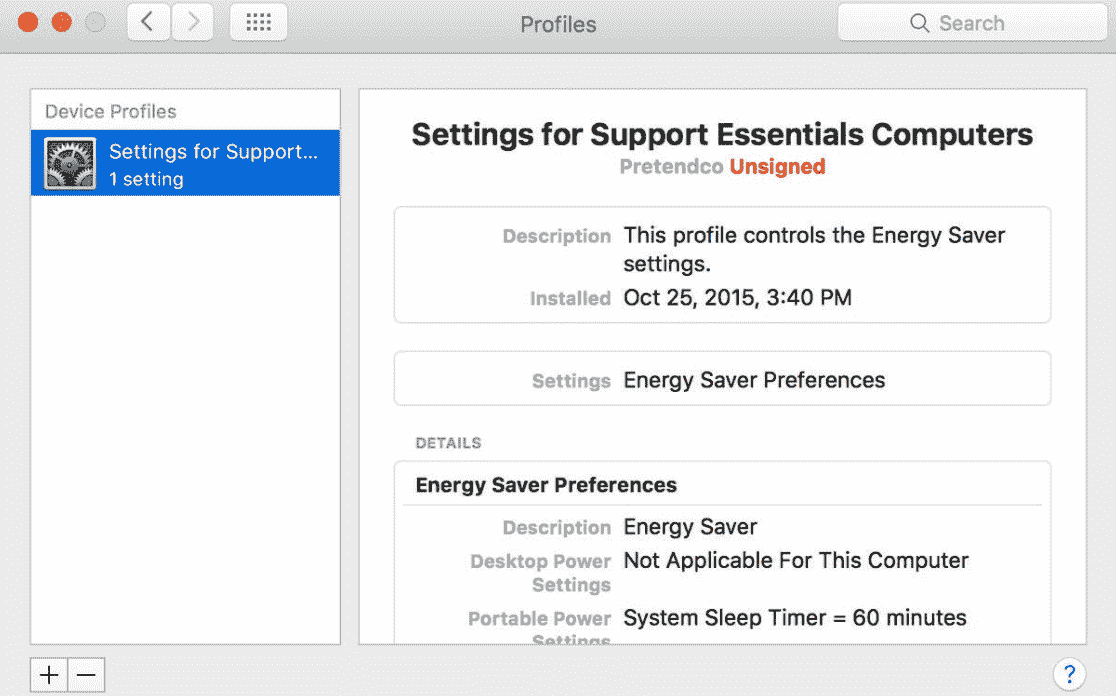 Profiles
Search
Device Profiles
Settings for Support...
1 setting
Settings for Support Essentials Computers
Pretendco Unsigned
Description This profile controls the Energy Saver
settings.
Installed Oct 25, 2015, 3:40 PM
Settings Energy Saver Preferences
DETAILS
Energy Saver Preferences
Description Energy Saver
Desktop Power Not Applicable For This Computer
Settings
Portable Power System Sleep Timer = 60 minutes
Settings
+ −
?